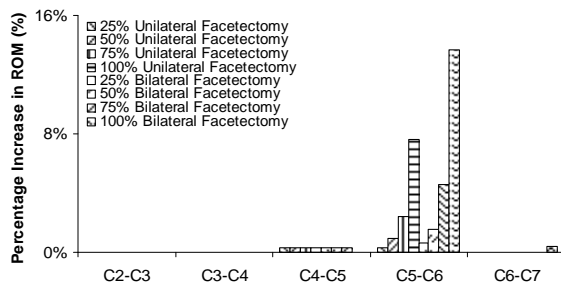 Percentage Increase in ROM (%)
16%
8%
0%
25% Unilateral Facetectomy
50% Unilateral Facetectomy
75% Unilateral Facetectomy
100% Unilateral Facetectomy
25% Bilateral Facetectomy
50% Bilateral Facetectomy
75% Bilateral Facetectomy
100% Bilateral Facetectomy
C2-C3 C3-C4 C4-C5 C5-C6 C6-C7